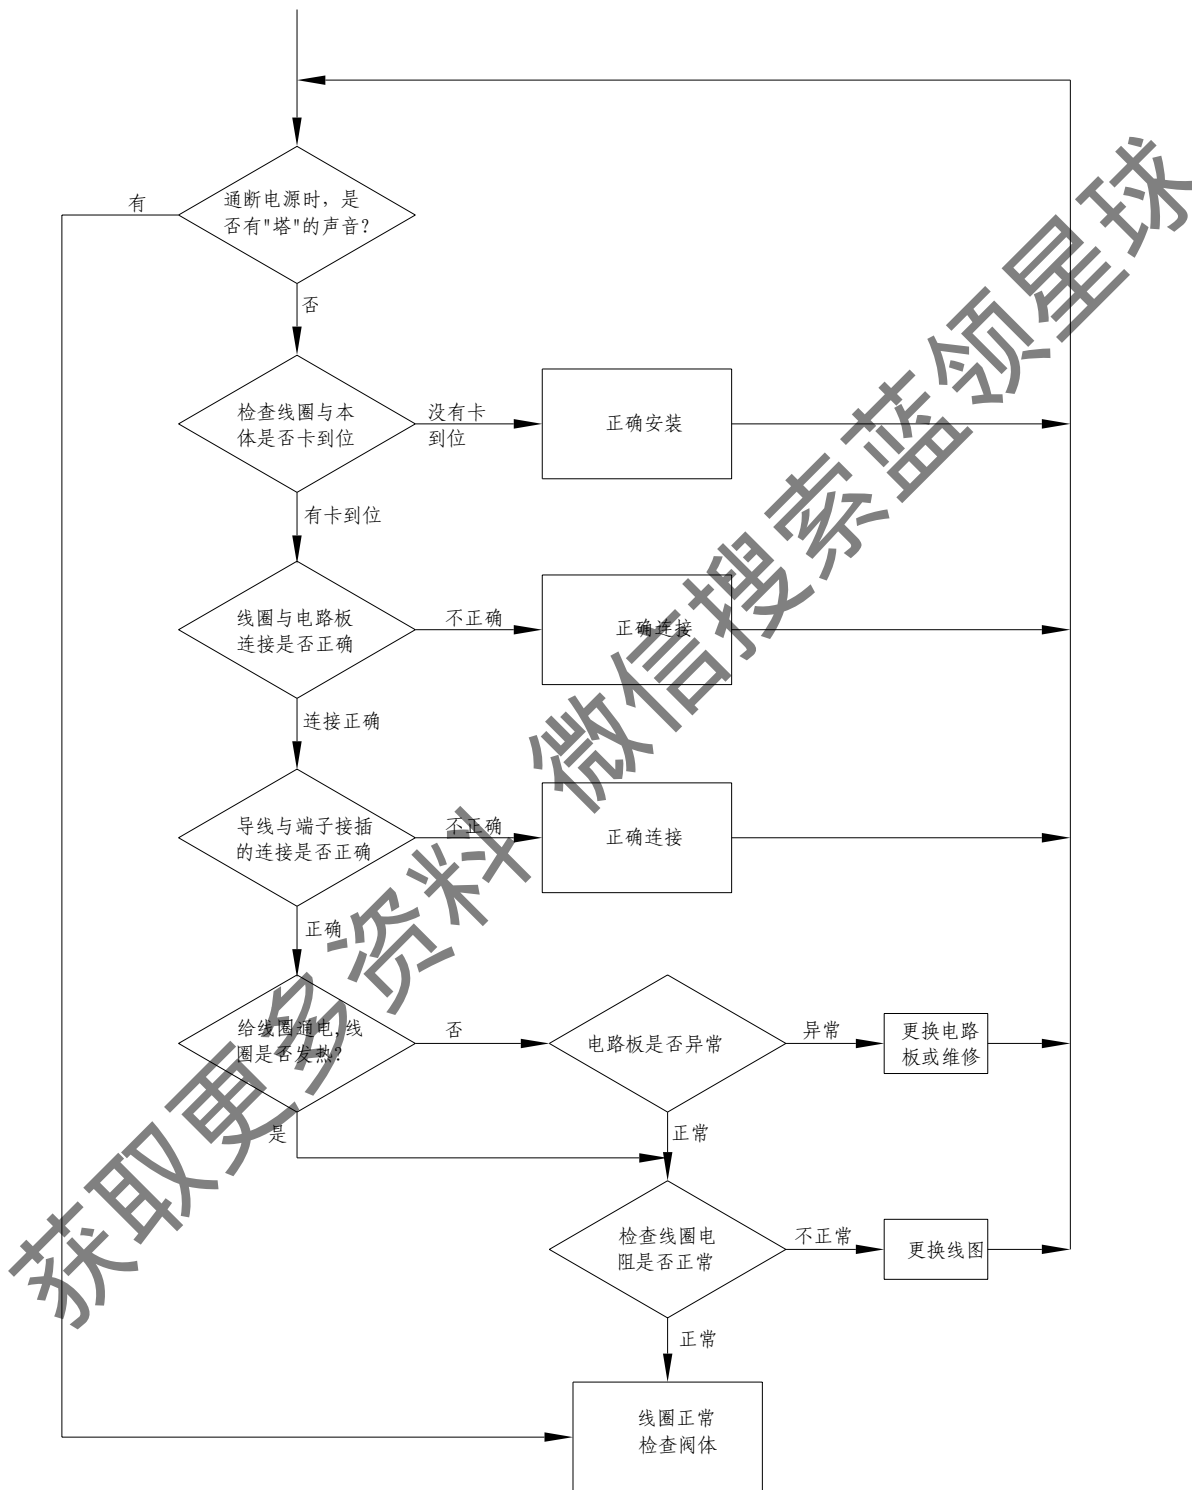 通断电源时，是
否有"塔"的声音？
有
否
检查线圈与本
体是否卡到位
没有卡
到位
正确安装
有卡到位
线圈与电路板
连接是否正确
不正确
正确连接
连接正确
导线与端子接插
的连接是否正确
不正确
正确连接
正确
给线圈通电，线
圈是否发热？
否
电路板是否异常
异常
更换电路
板或维修
是
正常
检查线圈电
阻是否正常
不正常
更换线图
正常
线圈正常
检查阀体
获取更多资料 微信搜索蓝领星球